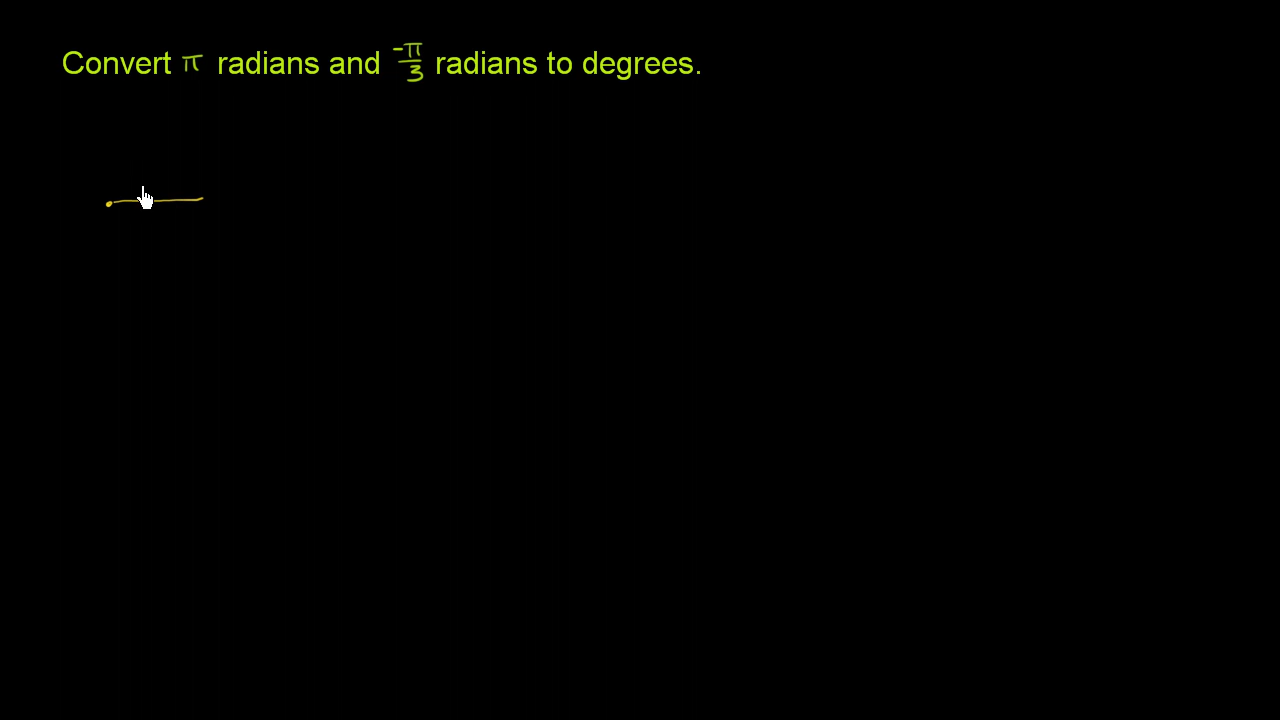 Convert π radians and -π/3 radians to degrees.